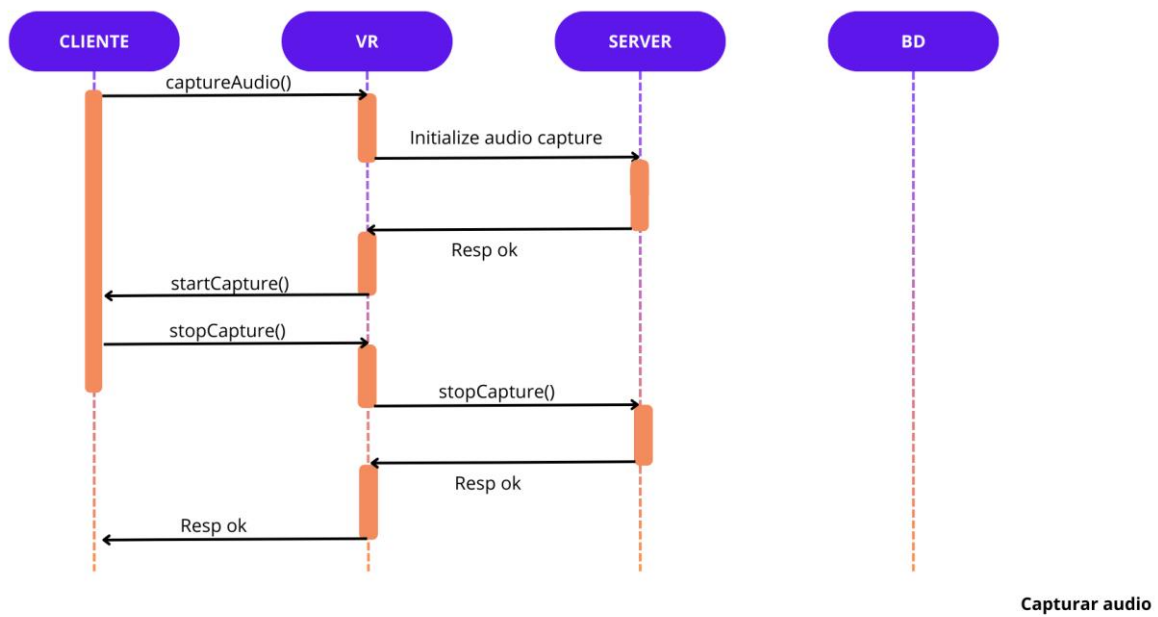 CLIENTE
VR
SERVER
BD
captureAudio()
Initialize audio capture
Resp ok
startCapture()
stopCapture()
stopCapture()
Resp ok
Resp ok
Capturar audio